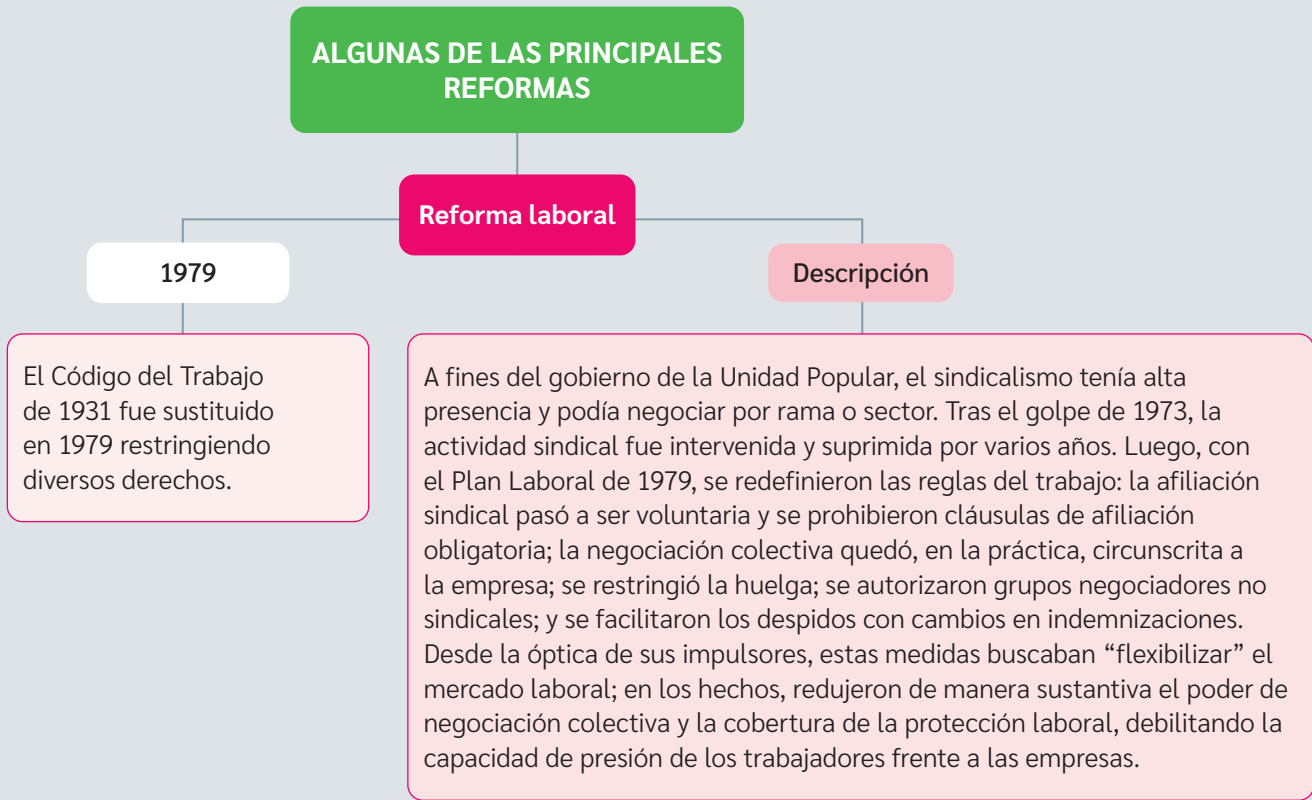 ALGUNAS DE LAS PRINCIPALES
REFORMAS
Reforma laboral
1979
El Código del Trabajo
de 1931 fue sustituido
en 1979 restringiendo
diversos derechos.
Descripción
A fines del gobierno de la Unidad Popular, el sindicalismo tenía alta
presencia y podía negociar por rama o sector. Tras el golpe de 1973, la
actividad sindical fue intervenida y suprimida por varios años. Luego, con
el Plan Laboral de 1979, se redefinieron las reglas del trabajo: la afiliación
sindical pasó a ser voluntaria y se prohibieron cláusulas de afiliación
obligatoria; la negociación colectiva quedó, en la práctica, circunscrita a
la empresa; se restringió la huelga; se autorizaron grupos negociadores no
sindicales; y se facilitaron los despidos con cambios en indemnizaciones.
Desde la óptica de sus impulsores, estas medidas buscaban “flexibilizar” el
mercado laboral; en los hechos, redujeron de manera sustantiva el poder de
negociación colectiva y la cobertura de la protección laboral, debilitando la
capacidad de presión de los trabajadores frente a las empresas.